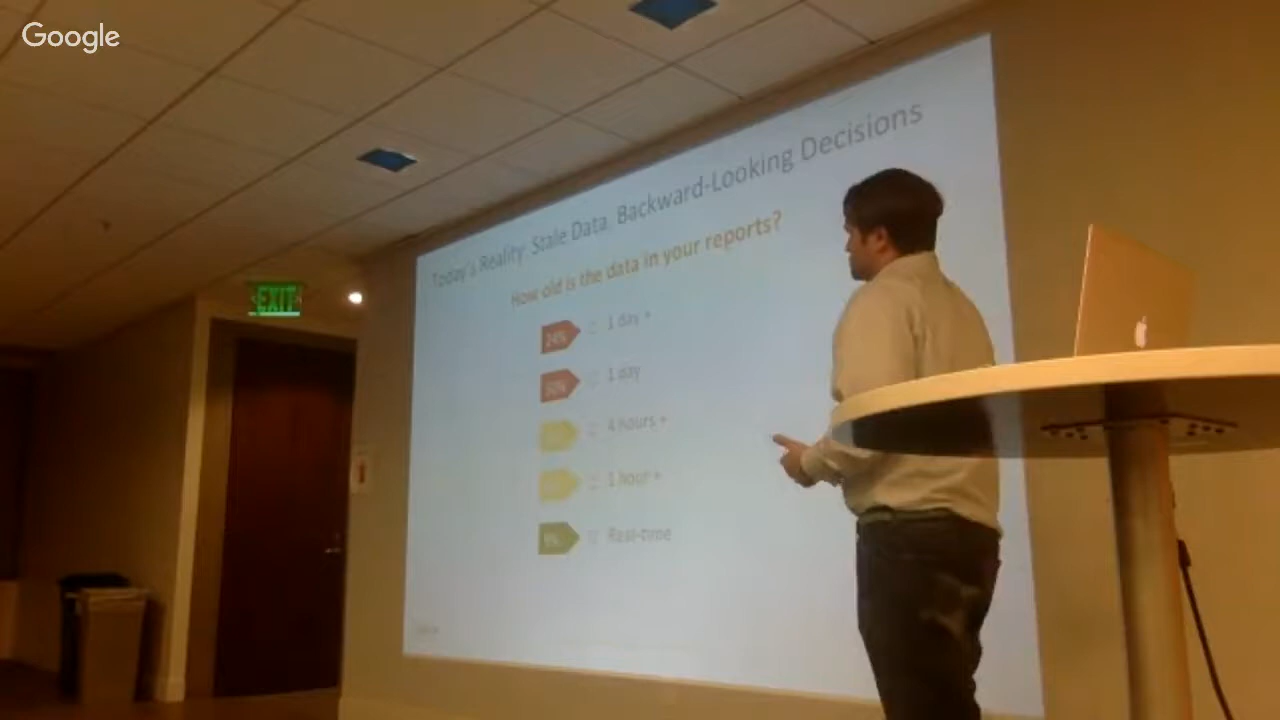 Google
Today's Reality: Stale Data, Backward-Looking Decisions
How old is the data in your reports?
24% = 1 day +
= 1 day
= 4 hours +
= 1 hour +
= Real-time
EXIT